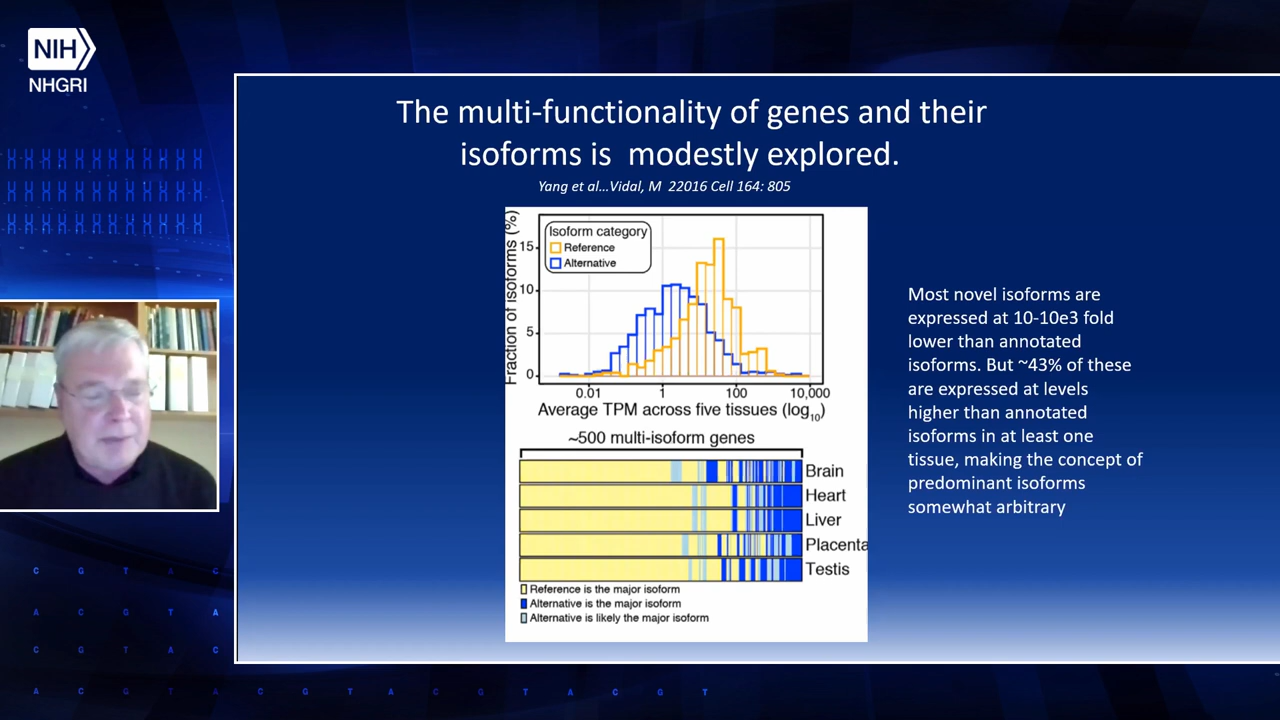 NIH
NHGRI
The multi-functionality of genes and their
isoforms is modestly explored.
Yang et al...Vidal, M 22016 Cell 164: 805
Fraction of isoforms (%)
15
10
5
0
Isoform category
Reference
Alternative
0.01 1 100 10,000
Average TPM across five tissues (log10)
~500 multi-isoform genes
Brain
Heart
Liver
Placenta
Testis
Reference is the major isoform
Alternative is the major isoform
Alternative is likely the major isoform
Most novel isoforms are
expressed at 10-10e3 fold
lower than annotated
isoforms. But ~43% of these
are expressed at levels
higher than annotated
isoforms in at least one
tissue, making the concept of
predominant isoforms
somewhat arbitrary
C G T A C
A C G T A
C G T A C
A C G T A C G T A C G T A C G T